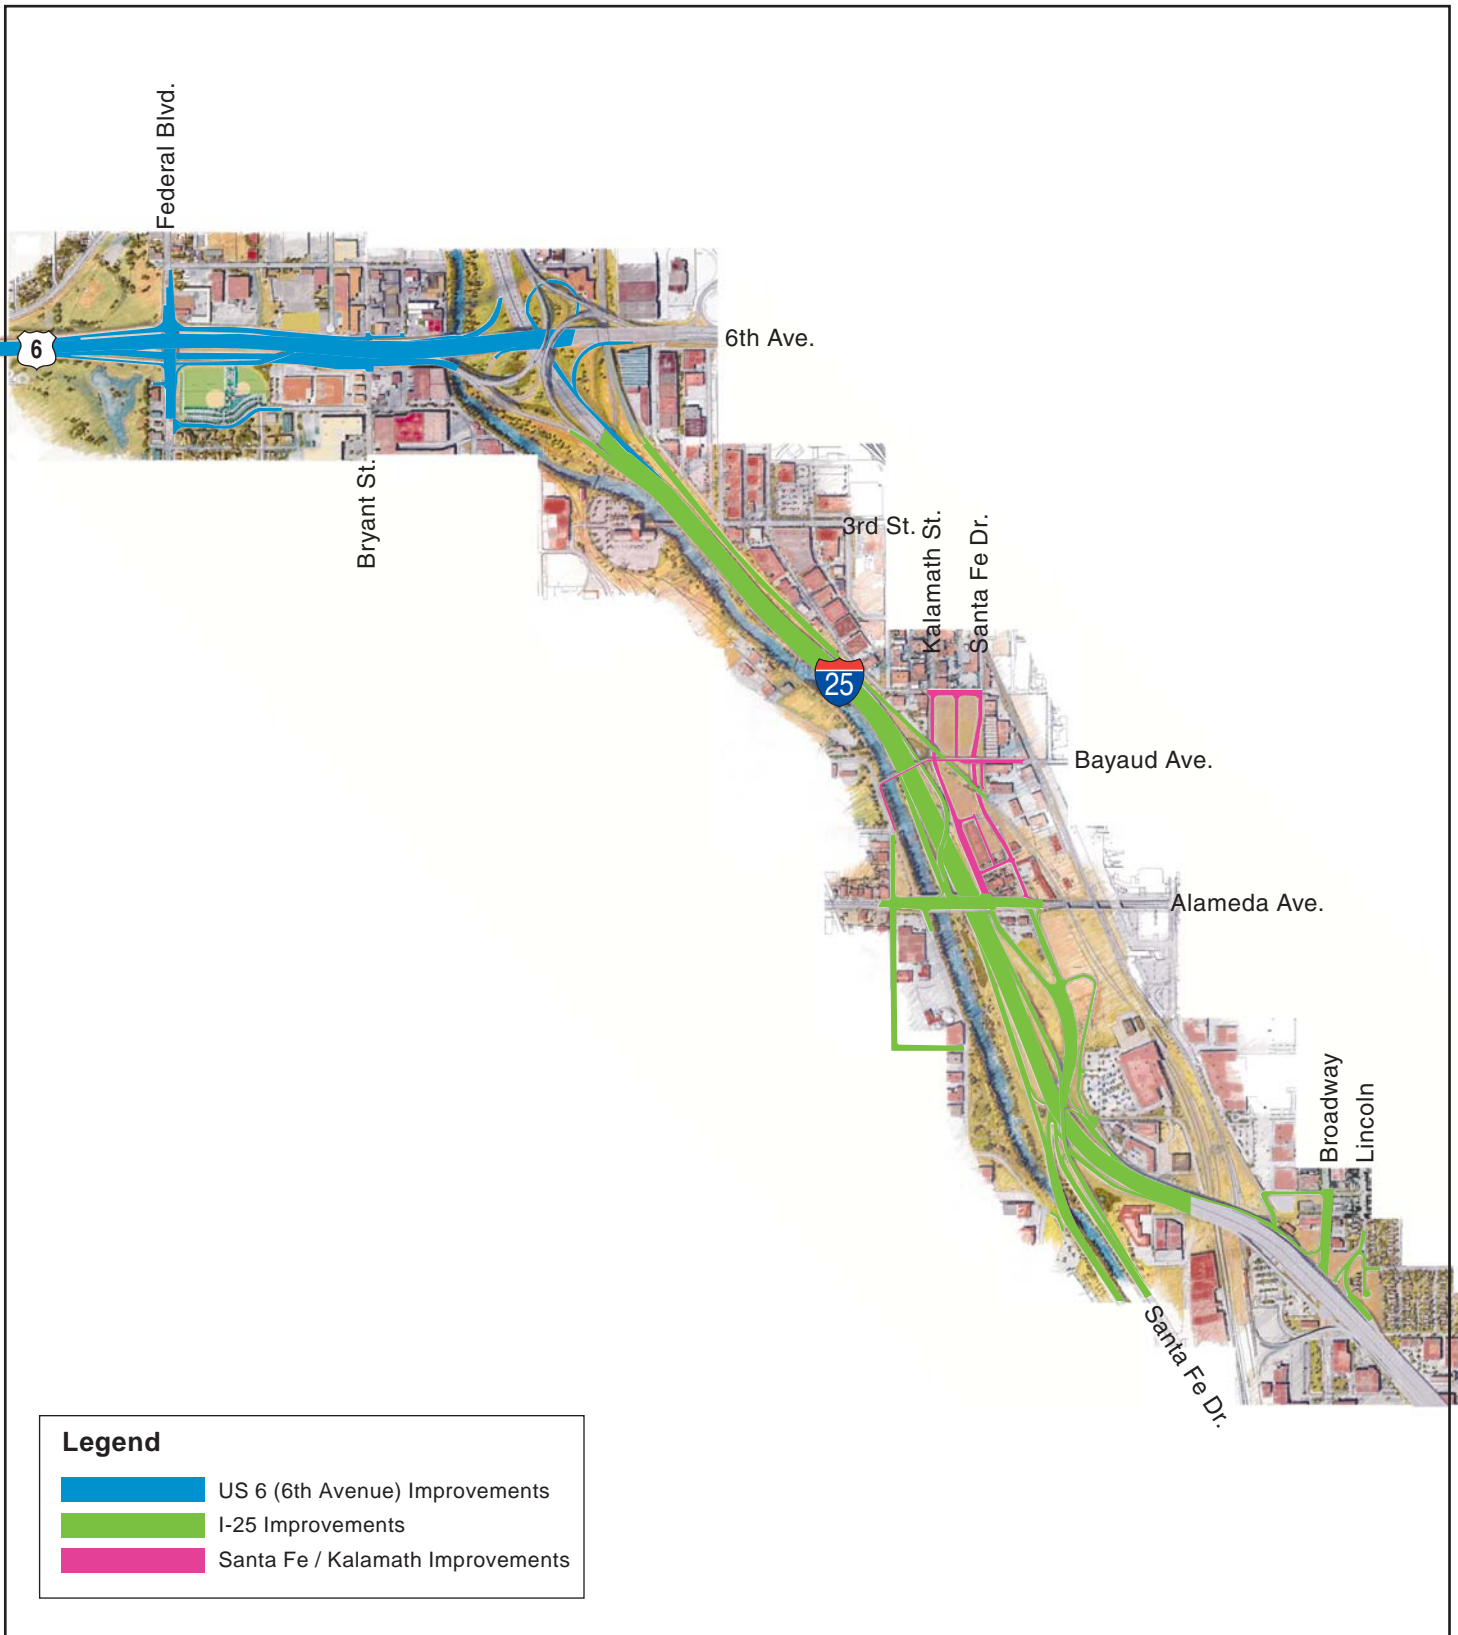 Federal Blvd.
6
6th Ave.
Bryant St.
3rd St.
Kalamath St.
Santa Fe Dr.
25
Bayaud Ave.
Alameda Ave.
Broadway
Lincoln
Santa Fe Dr.
Legend
US 6 (6th Avenue) Improvements
I-25 Improvements
Santa Fe / Kalamath Improvements